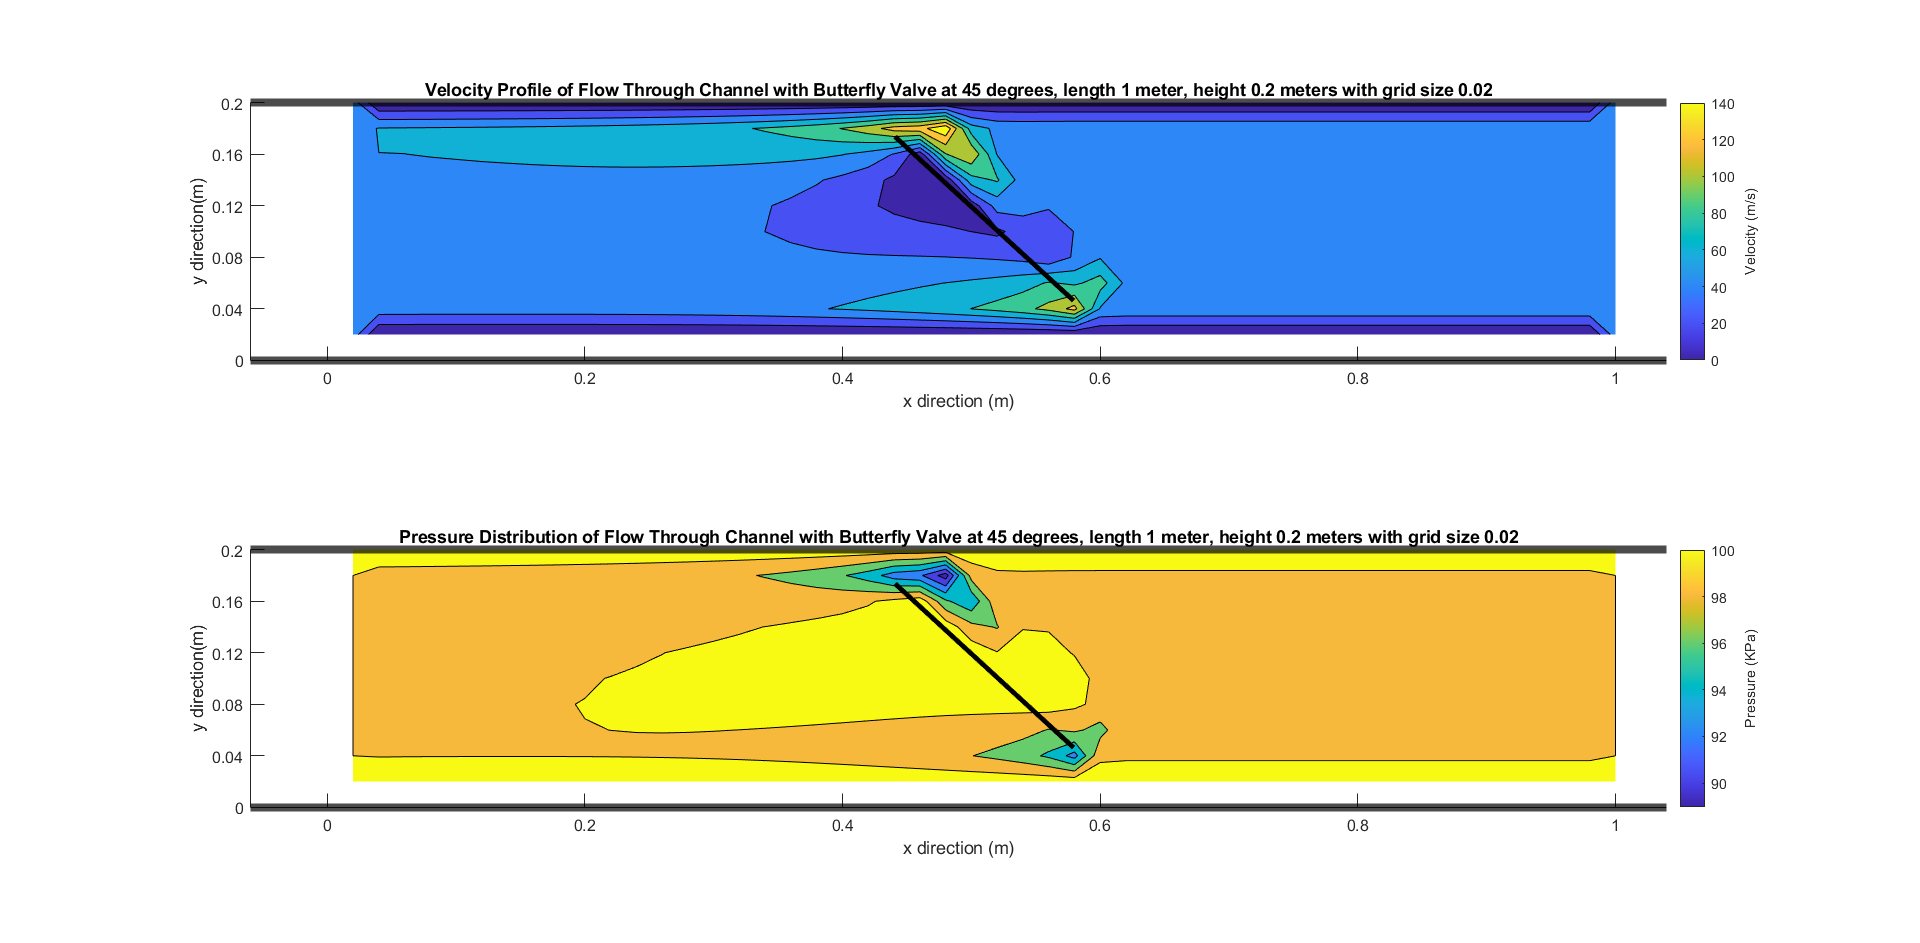 Velocity Profile of Flow Through Channel with Butterfly Valve at 45 degrees, length 1 meter, height 0.2 meters with grid size 0.02
y direction(m)
0.2
0.16
0.12
0.08
0.04
0
0 0.2 0.4 0.6 0.8 1
x direction (m)
140
120
100
80
60
40
20
0
Velocity (m/s)
Pressure Distribution of Flow Through Channel with Butterfly Valve at 45 degrees, length 1 meter, height 0.2 meters with grid size 0.02
y direction(m)
0.2
0.16
0.12
0.08
0.04
0
0 0.2 0.4 0.6 0.8 1
x direction (m)
100
98
96
94
92
90
Pressure (KPa)